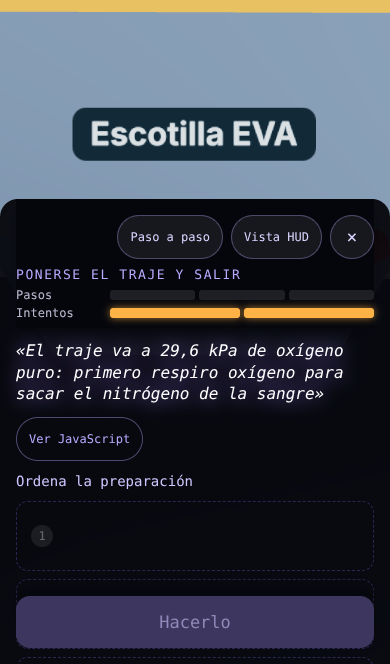 Escotilla EVA
Paso a paso
Vista HUD
×
PONERSE EL TRAJE Y SALIR
Pasos
Intentos
«El traje va a 29,6 kPa de oxígeno
puro: primero respiro oxígeno para
sacar el nitrógeno de la sangre»
Ver JavaScript
Ordena la preparación
1
Hacerlo